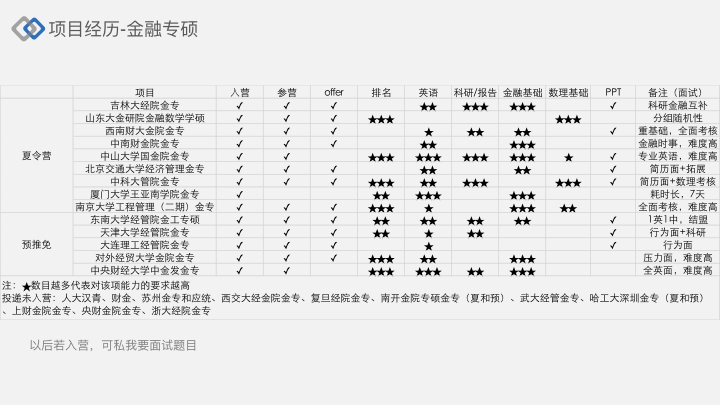 项目经历-金融专硕
项目 入营 参营 offer 排名 英语 科研/报告 金融基础 数理基础 PPT 备注（面试）
夏令营
吉林大经院金专 ✓ ✓ ✓ ★★ ★★★ ★★★ ✓ 科研金融互补
山东大金研院金融数学学硕 ✓ ✓ ✓ ★★★ ★★★ 分组随机性
西南财大金院金专 ✓ ✓ ✓ ★ ★★ ★★ ✓ 重基础，全面考核
中南财金院金专 ✓ ✓ ★★ ★★★ 金融时事，难度高
中山大学国金院金专 ✓ ✓ ★★★ ★★★ ★★★ ★★★ ★ ✓ 专业英语，难度高
北京交通大学经济管理金专 ✓ ✓ ✓ ★★ ★★ ✓ 简历面+拓展
中科大管院金专 ✓ ✓ ✓ ★★★ ★★ ★★★ ★★★ ✓ 简历面+数理考核
厦门大学王亚南学院金专 ✓ ★★ ★★★ ★★★ 耗时长，7天
南京大学工程管理（二期）金专 ✓ ✓ ✓ ★★★ ★ ★★★ ★★ 全面考核，难度高
预推免
东南大学经管院金工专硕 ✓ ✓ ✓ ★★ ★★ ★★ ★★ ✓ 1英1中，结盟
天津大学经管院金专 ✓ ✓ ✓ ★★ ★ ★★ ✓ 行为面+科研
大连理工经管院金专 ✓ ✓ ✓ ★ ✓ 行为面
对外经贸大学金院金专 ✓ ✓ ✓ ★★★ ★★ ★★★ 压力面，难度高
中央财经大学中金发金专 ✓ ✓ ★★★ ★★★ ★★ ★★★ 全英面，难度高
注：★数目越多代表对该项能力的要求越高
投递未入营：人大汉青、财金、苏州金专和应统、西交大经金院金专、复旦经院金专、南开金院专硕金专（夏和预）、武大经管金专、哈工大深圳金专（夏和预）
、上财金院金专、央财金院金专、浙大经院金专
以后若入营，可私我要面试题目